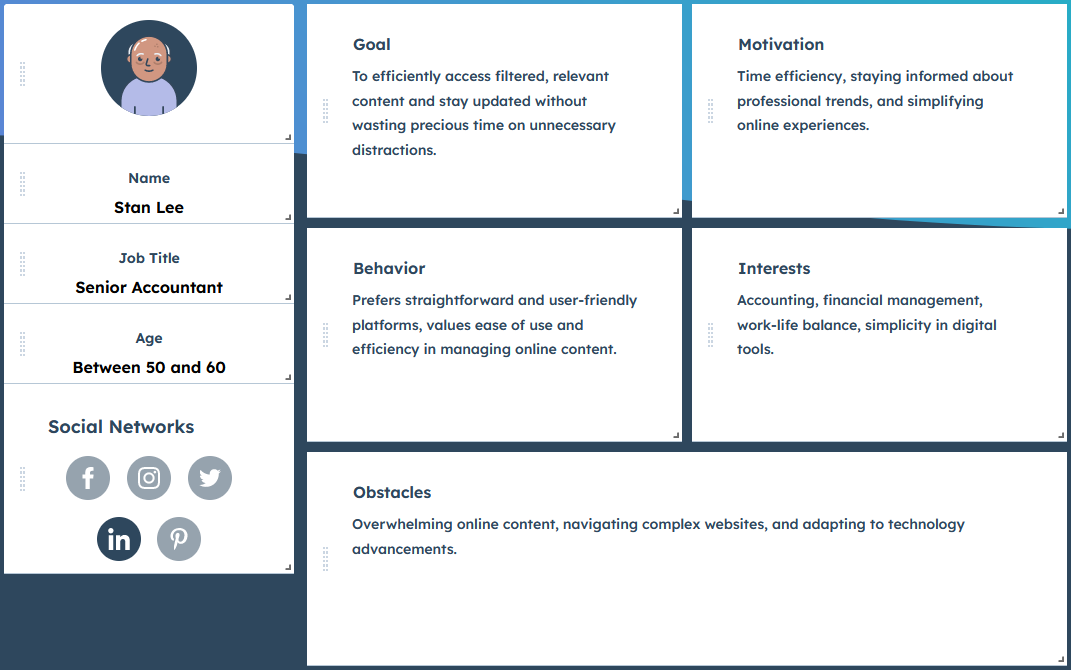 Name
Stan Lee
Job Title
Senior Accountant
Age
Between 50 and 60
Social Networks
in
Goal
To efficiently access filtered, relevant
content and stay updated without
wasting precious time on unnecessary
distractions.
Motivation
Time efficiency, staying informed about
professional trends, and simplifying
online experiences.
Behavior
Prefers straightforward and user-friendly
platforms, values ease of use and
efficiency in managing online content.
Interests
Accounting, financial management,
work-life balance, simplicity in digital
tools.
Obstacles
Overwhelming online content, navigating complex websites, and adapting to technology
advancements.